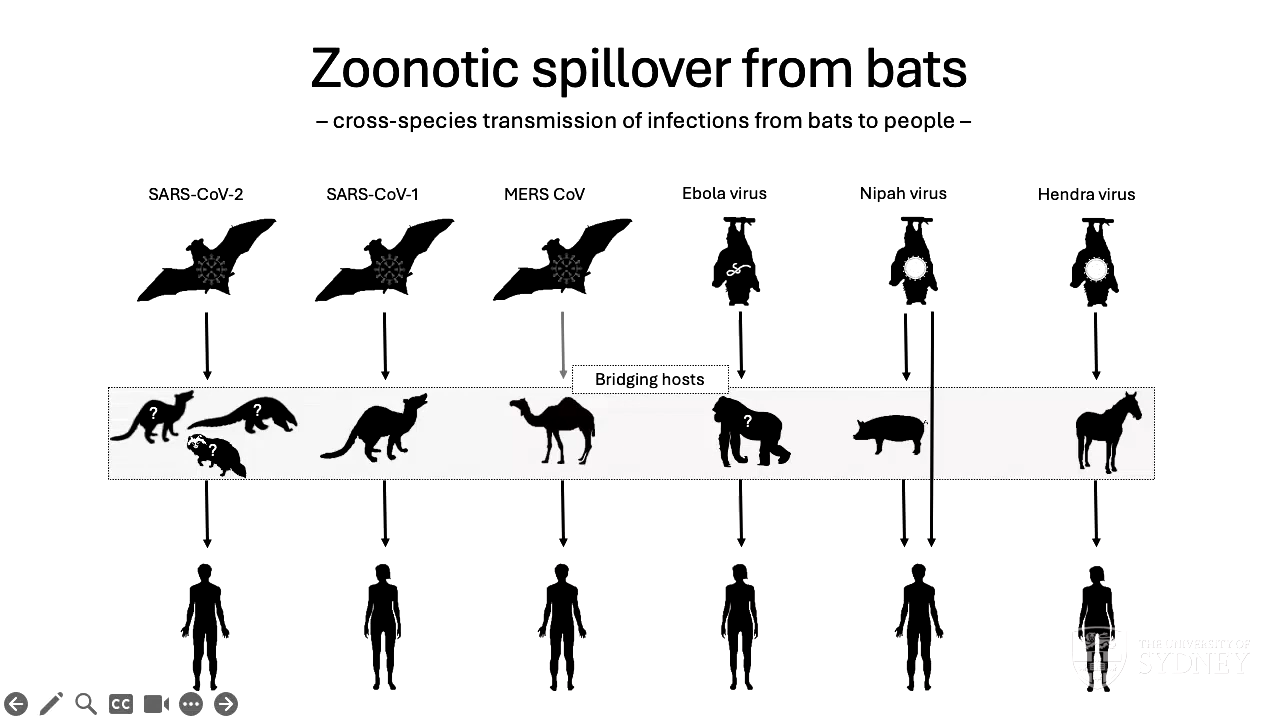 Zoonotic spillover from bats
– cross-species transmission of infections from bats to people –
SARS-CoV-2
SARS-CoV-1
MERS CoV
Ebola virus
Nipah virus
Hendra virus
Bridging hosts
?
?
?
?
THE UNIVERSITY OF
SYDNEY
CC